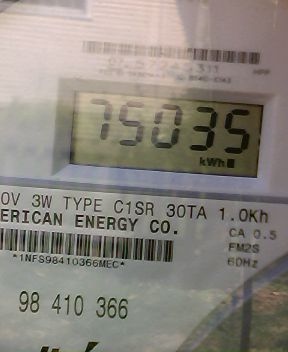 75035
kWh
0V 3W TYPE C1SR 30TA 1.0Kh
ERICAN ENERGY CO.
CA 0.5
FM2S
*1NFS98410366MEC*
60Hz
98 410 366